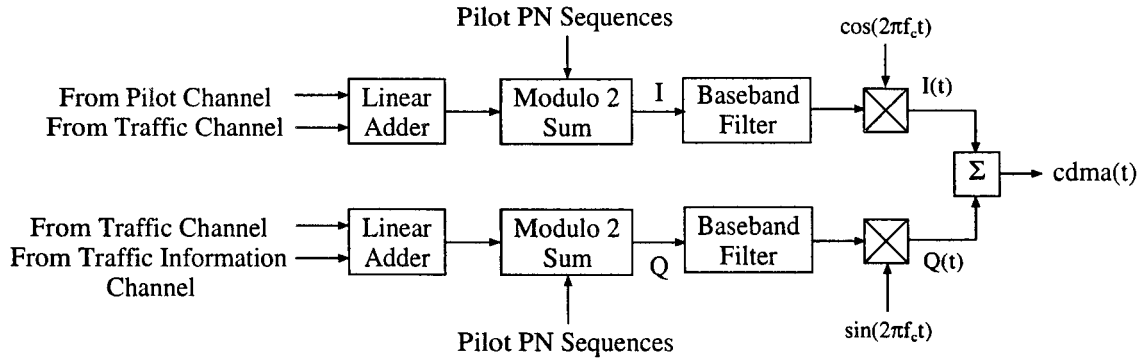 Pilot PN Sequences
cos(2πf_ct)
From Pilot Channel
From Traffic Channel
Linear
Adder
Modulo 2
Sum
I
Baseband
Filter
I(t)
Σ
cdma(t)
From Traffic Channel
From Traffic Information
Channel
Linear
Adder
Modulo 2
Sum
Q
Baseband
Filter
Q(t)
Pilot PN Sequences
sin(2πf_ct)